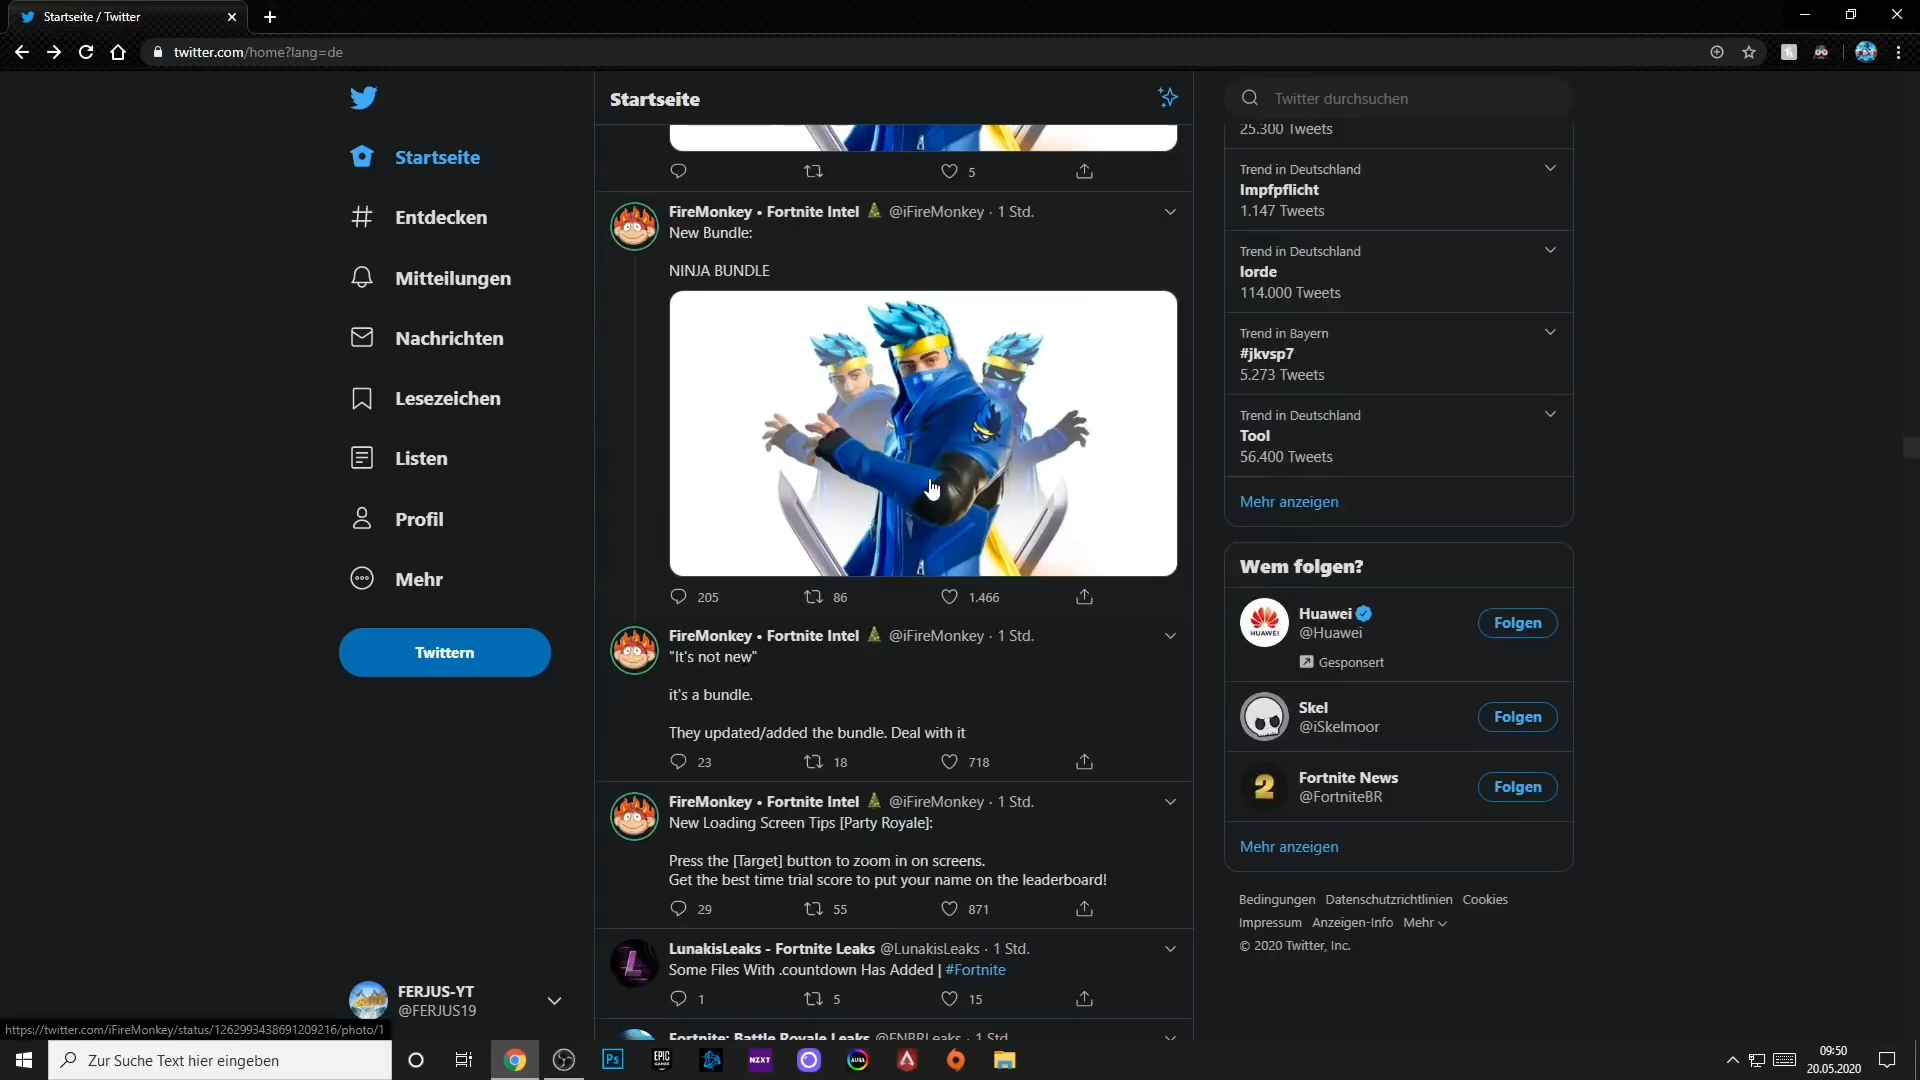 Startseite / Twitter
twitter.com/home?lang=de
Startseite
Entdecken
Mitteilungen
Nachrichten
Lesezeichen
Listen
Profil
Mehr
Twittern
FERJUS-YT
@FERJUS19
https://twitter.com/iFireMonkey/status/1262993438691209216/photo/1
Startseite
5
FireMonkey • Fortnite Intel 🎄 @iFireMonkey · 1 Std.
New Bundle:
NINJA BUNDLE
205 86 1.466
FireMonkey • Fortnite Intel 🎄 @iFireMonkey · 1 Std.
"It's not new"
it's a bundle.
They updated/added the bundle. Deal with it
23 18 718
FireMonkey • Fortnite Intel 🎄 @iFireMonkey · 1 Std.
New Loading Screen Tips [Party Royale]:
Press the [Target] button to zoom in on screens.
Get the best time trial score to put your name on the leaderboard!
29 55 871
LunakisLeaks - Fortnite Leaks @LunakisLeaks · 1 Std.
Some Files With .countdown Has Added | #Fortnite
1 5 15
Fortnite: Battle Royale Leaks @FNBRLeaks · 1 Std.
Twitter durchsuchen
25.300 Tweets
Trend in Deutschland
Impfpflicht
1.147 Tweets
Trend in Deutschland
lorde
114.000 Tweets
Trend in Bayern
#jkvsp7
5.273 Tweets
Trend in Deutschland
Tool
56.400 Tweets
Mehr anzeigen
Wem folgen?
HUAWEI
Huawei
@Huawei
Folgen
Gesponsert
Skel
@iSkelmoor
Folgen
2
Fortnite News
@FortniteBR
Folgen
Mehr anzeigen
Bedingungen Datenschutzrichtlinien Cookies
Impressum Anzeigen-Info Mehr
© 2020 Twitter, Inc.
Zur Suche Text hier eingeben
Ps
EPIC GAMES
NZXT
AURA
09:50
20.05.2020